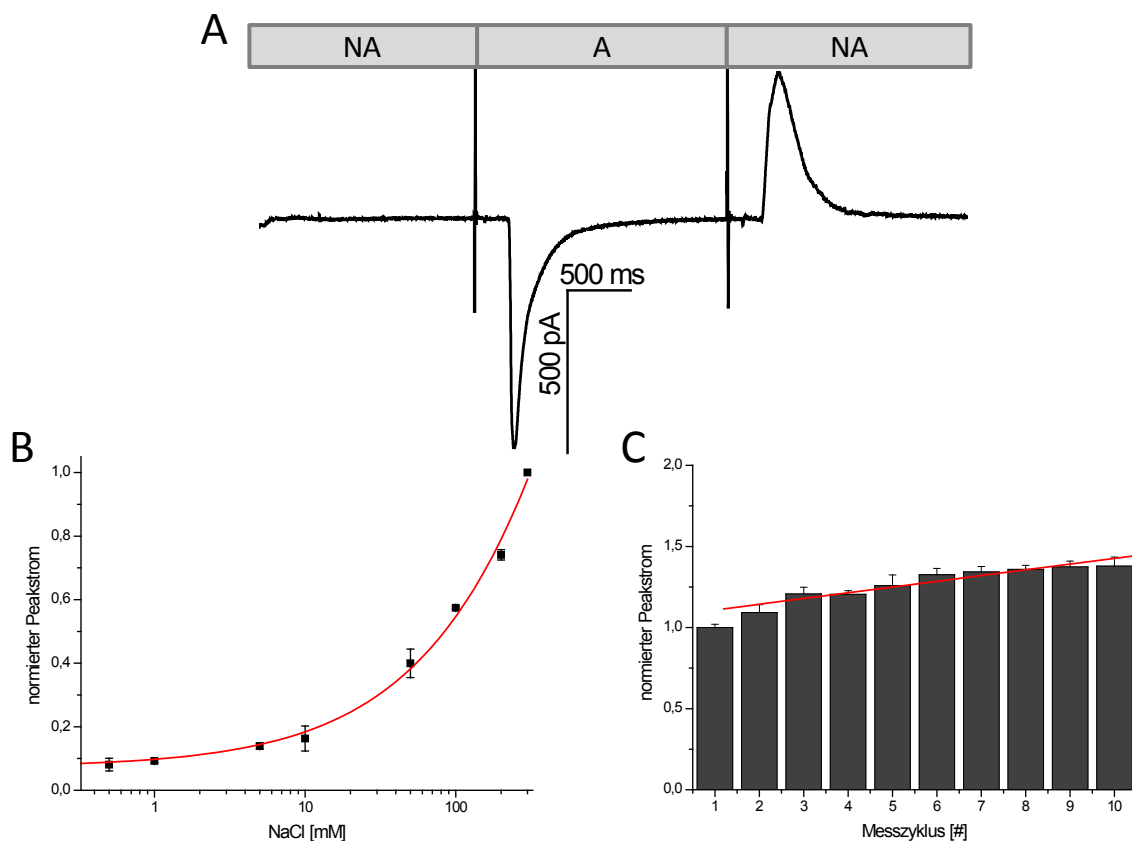 A
NA A NA
500 ms
500 pA
B
1,0
0,8
0,6
0,4
0,2
0,0
normierter Peakstrom
1 10 100
NaCl [mM]
C
2,0
1,5
1,0
0,5
0,0
normierter Peakstrom
1 2 3 4 5 6 7 8 9 10
Messzyklus [#]